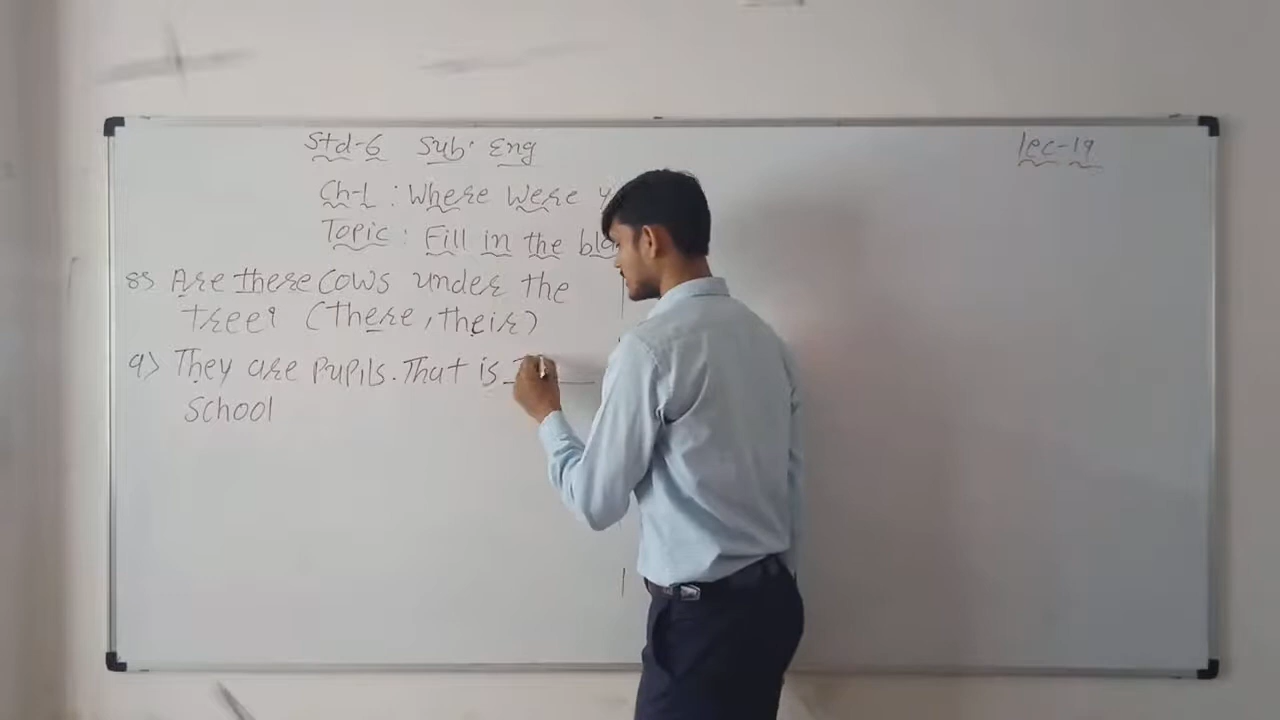 Std-6 Sub: Eng
lec-19
Ch-1 : Where were
Topic : Fill in the
8> Are there cows under the
tree? (there, their)
9> They are pupils. That is
School